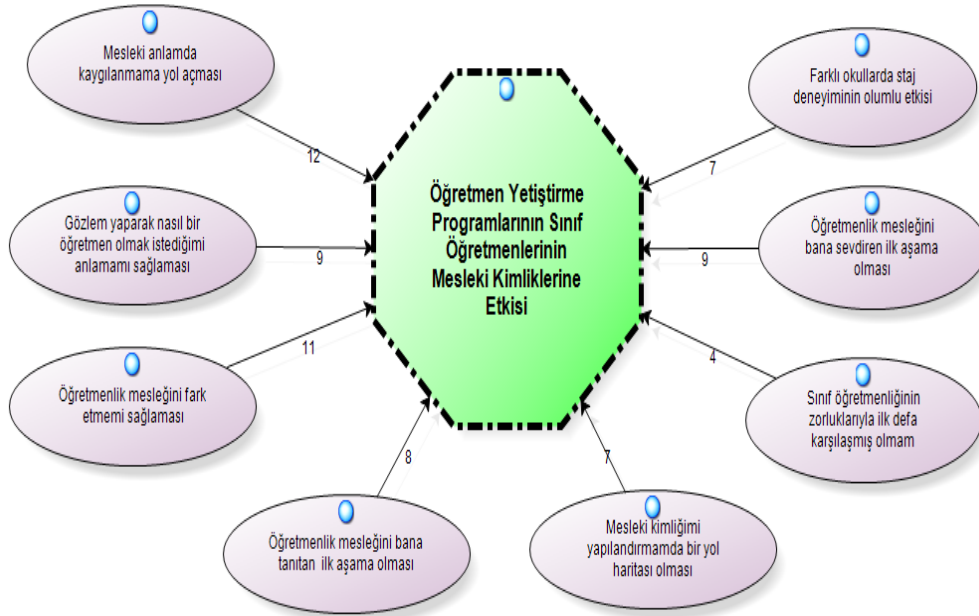 Mesleki anlamda
kaygılanmama yol açması
12
Gözlem yaparak nasıl bir
öğretmen olmak istediğimi
anlamamı sağlaması
9
Öğretmenlik mesleğini fark
etmemi sağlaması
11
Öğretmenlik mesleğini bana
tanıtan ilk aşama olması
8
Öğretmen Yetiştirme
Programlarının Sınıf
Öğretmenlerinin
Mesleki Kimliklerine
Etkisi
Farklı okullarda staj
deneyiminin olumlu etkisi
7
Öğretmenlik mesleğini
bana sevdiren ilk aşama
olması
9
Sınıf öğretmenliğinin
zorluklarıyla ilk defa
karşılaşmış olmam
4
Mesleki kimliğimi
yapılandırmamda bir yol
haritası olması
7